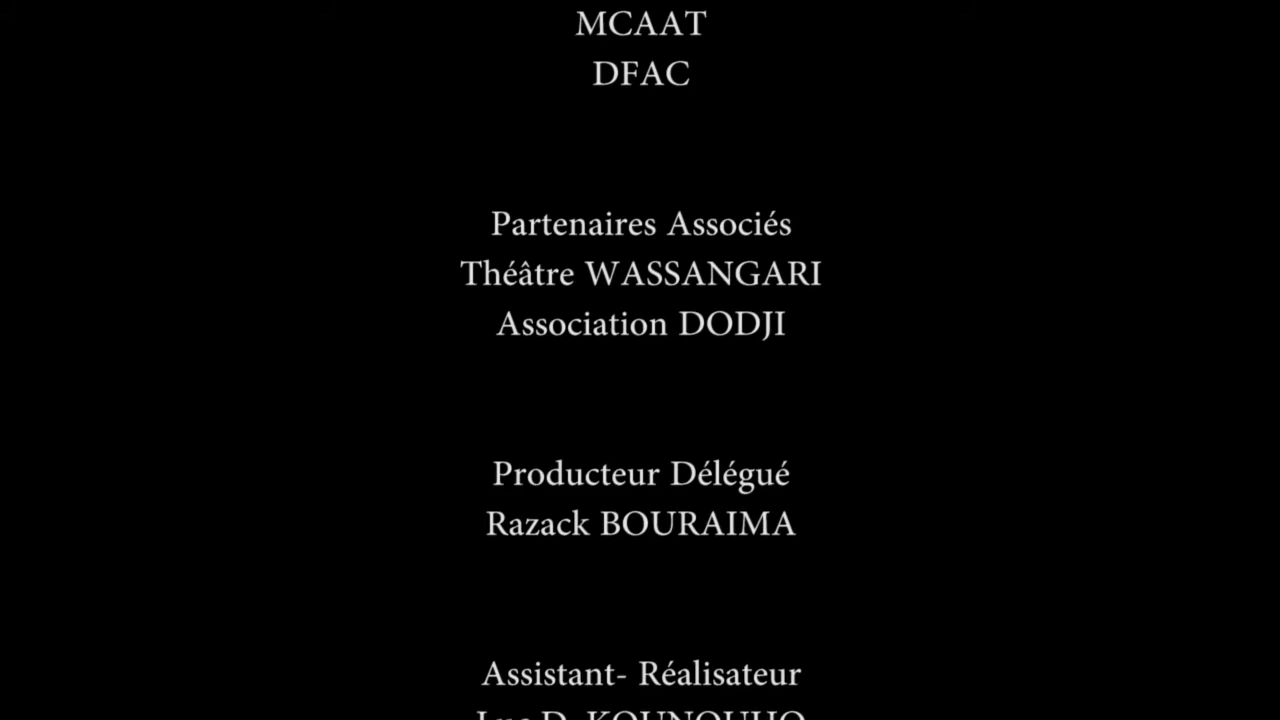 MCAAT
DFAC
Partenaires Associés
Théâtre WASSANGARI
Association DODJI
Producteur Délégué
Razack BOURAIMA
Assistant- Réalisateur